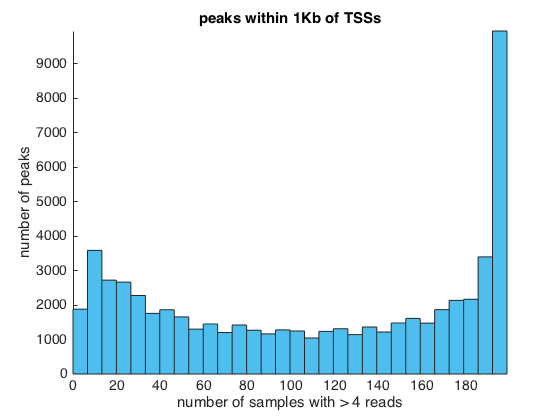 peaks within 1Kb of TSSs
9000
8000
7000
6000
5000
4000
3000
2000
1000
0
number of peaks
0 20 40 60 80 100 120 140 160 180
number of samples with > 4 reads